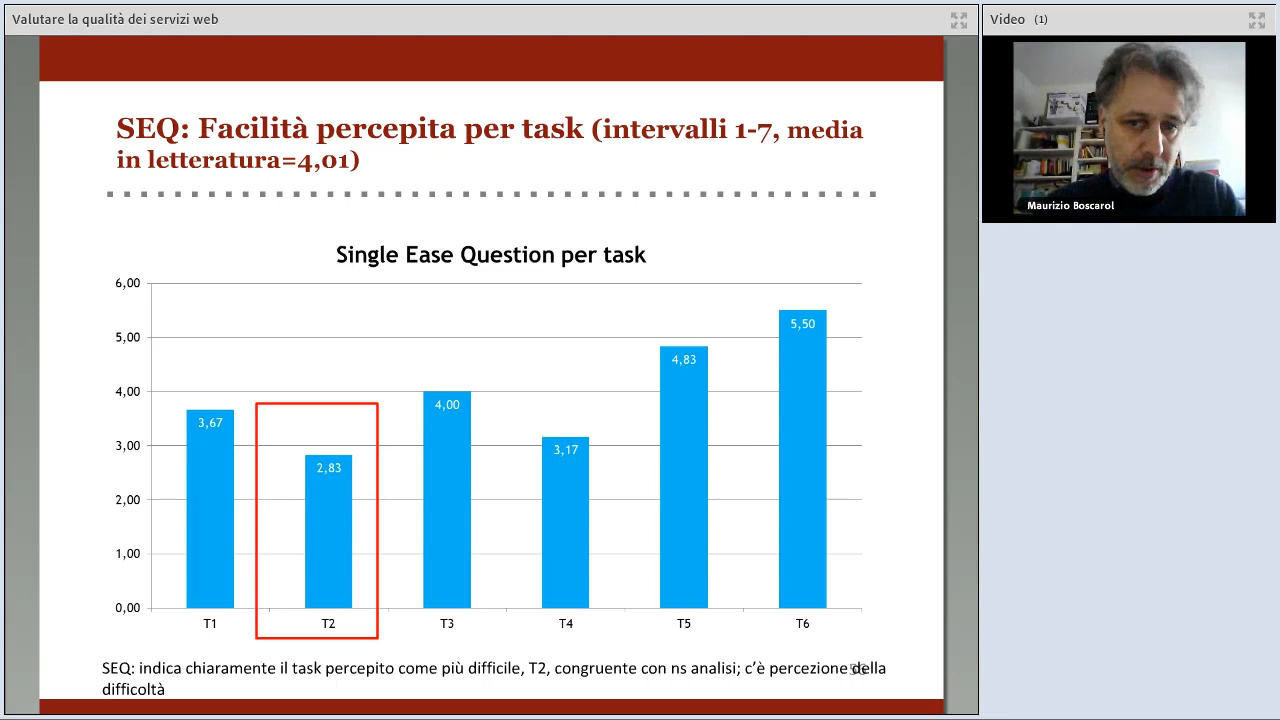 Valutare la qualità dei servizi web
Video (1)
Maurizio Boscarol
SEQ: Facilità percepita per task (intervalli 1-7, media
in letteratura=4,01)
Single Ease Question per task
6,00
5,00
4,00
3,00
2,00
1,00
0,00
3,67
2,83
4,00
3,17
4,83
5,50
T1
T2
T3
T4
T5
T6
SEQ: indica chiaramente il task percepito come più difficile, T2, congruente con ns analisi; c’è percezione della
difficoltà